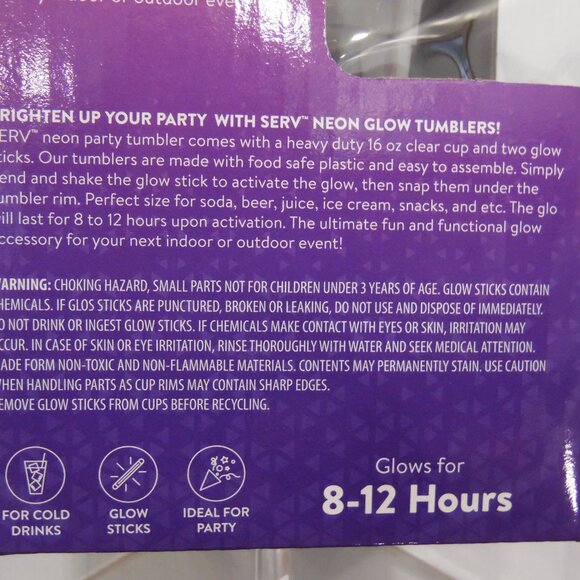 RIGHTEN UP YOUR PARTY WITH SERV™ NEON GLOW TUMBLERS!
ERV™ neon party tumbler comes with a heavy duty 16 oz clear cup and two glow
ticks. Our tumblers are made with food safe plastic and easy to assemble. Simply
end and shake the glow stick to activate the glow, then snap them under the
umbler rim. Perfect size for soda, beer, juice, ice cream, snacks, and etc. The glo
ill last for 8 to 12 hours upon activation. The ultimate fun and functional glow
ccessory for your next indoor or outdoor event!
WARNING: CHOKING HAZARD, SMALL PARTS NOT FOR CHILDREN UNDER 3 YEARS OF AGE. GLOW STICKS CONTAIN
CHEMICALS. IF GLOS STICKS ARE PUNCTURED, BROKEN OR LEAKING, DO NOT USE AND DISPOSE OF IMMEDIATELY.
DO NOT DRINK OR INGEST GLOW STICKS. IF CHEMICALS MAKE CONTACT WITH EYES OR SKIN, IRRITATION MAY
CCUR. IN CASE OF SKIN OR EYE IRRITATION, RINSE THOROUGHLY WITH WATER AND SEEK MEDICAL ATTENTION.
MADE FORM NON-TOXIC AND NON-FLAMMABLE MATERIALS. CONTENTS MAY PERMANENTLY STAIN. USE CAUTION
WHEN HANDLING PARTS AS CUP RIMS MAY CONTAIN SHARP EDGES.
REMOVE GLOW STICKS FROM CUPS BEFORE RECYCLING.
FOR COLD
DRINKS
GLOW
STICKS
IDEAL FOR
PARTY
Glows for
8-12 Hours